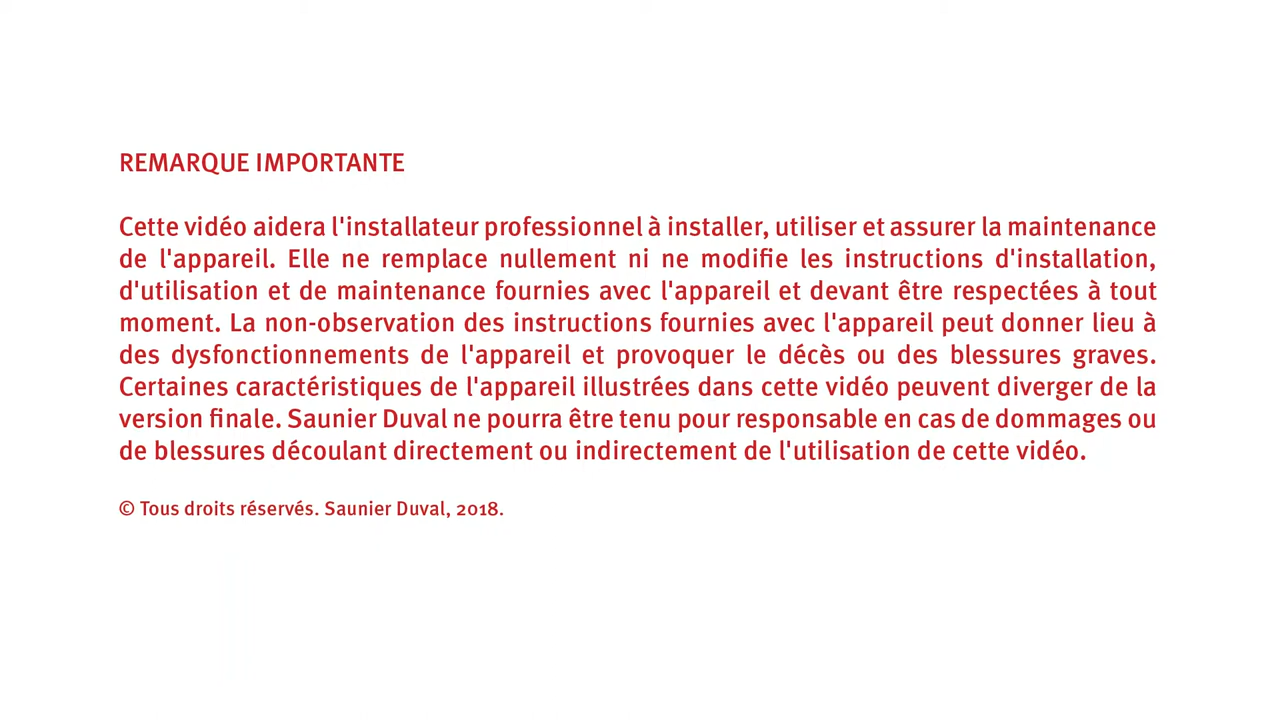 REMARQUE IMPORTANTE
Cette vidéo aidera l'installateur professionnel à installer, utiliser et assurer la maintenance
de l'appareil. Elle ne remplace nullement ni ne modifie les instructions d'installation,
d'utilisation et de maintenance fournies avec l'appareil et devant être respectées à tout
moment. La non-observation des instructions fournies avec l'appareil peut donner lieu à
des dysfonctionnements de l'appareil et provoquer le décès ou des blessures graves.
Certaines caractéristiques de l'appareil illustrées dans cette vidéo peuvent diverger de la
version finale. Saunier Duval ne pourra être tenu pour responsable en cas de dommages ou
de blessures découlant directement ou indirectement de l'utilisation de cette vidéo.
© Tous droits réservés. Saunier Duval, 2018.